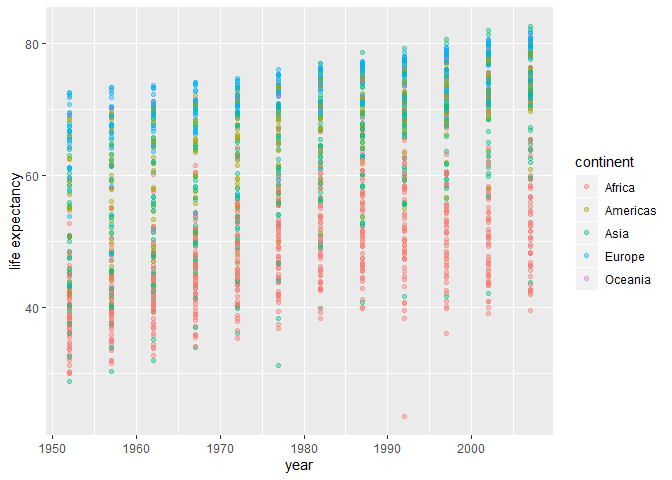 80
60
40
life expectancy
1950
1960
1970
1980
1990
2000
year
continent
Africa
Americas
Asia
Europe
Oceania